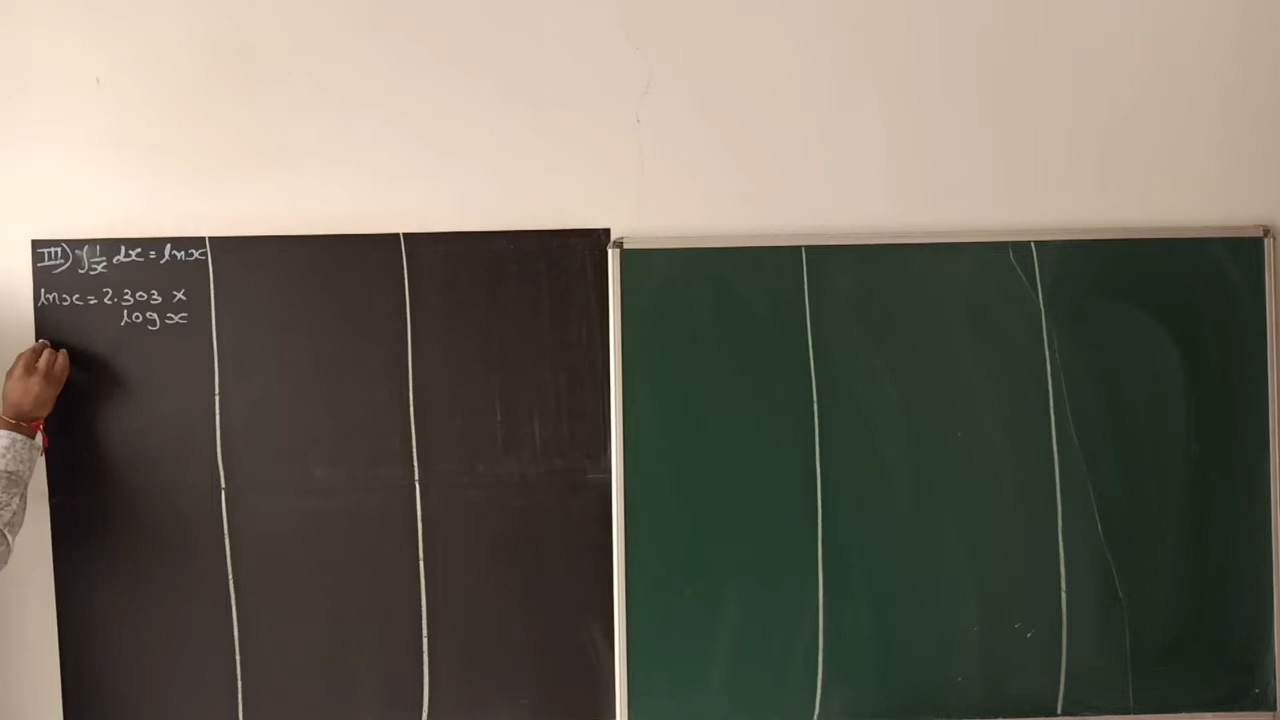 III) ∫ 1/x dx = lnx
lnx = 2.303 ×
log x